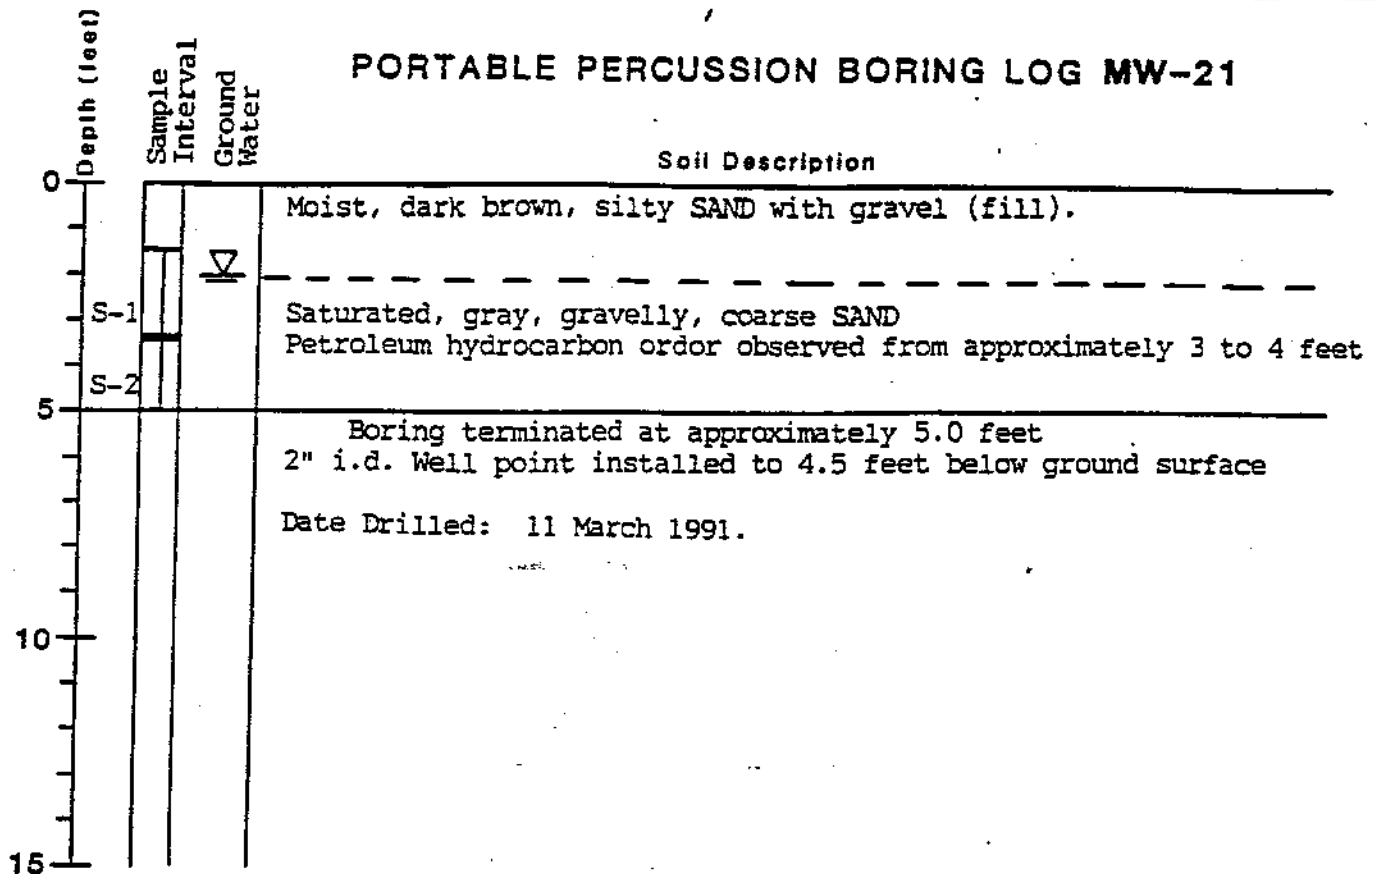 PORTABLE PERCUSSION BORING LOG MW-21
Depth (feet)
Sample
Interval
Ground
Water
Soil Description
0
Moist, dark brown, silty SAND with gravel (fill).
S-1
Saturated, gray, gravelly, coarse SAND
Petroleum hydrocarbon ordor observed from approximately 3 to 4 feet
S-2
5
Boring terminated at approximately 5.0 feet
2" i.d. Well point installed to 4.5 feet below ground surface
Date Drilled: 11 March 1991.
10
15